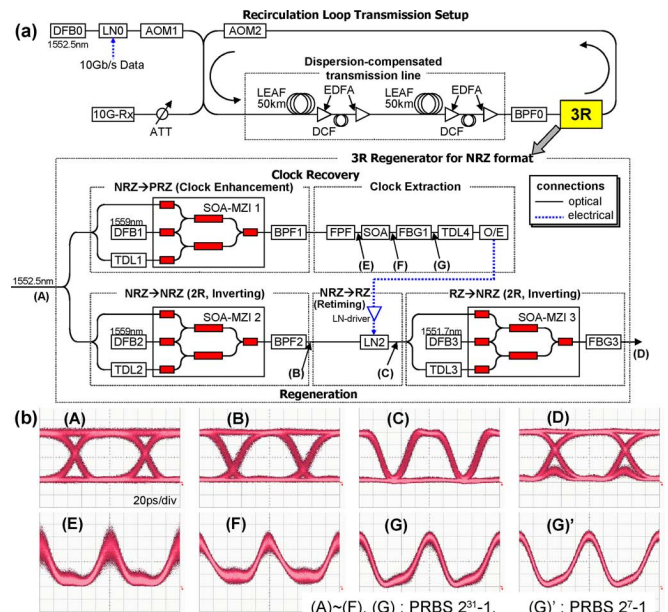 Recirculation Loop Transmission Setup
(a)
DFB0 LN0 AOM1 AOM2
1552.5nm
10Gb/s Data
Dispersion-compensated
transmission line
LEAF EDFA LEAF EDFA
50km 50km
DCF DCF
10G-Rx BPF0 3R
ATT
3R Regenerator for NRZ format
Clock Recovery
NRZ→PRZ (Clock Enhancement) Clock Extraction
connections
optical
electrical
SOA-MZI 1
1559nm
DFB1 BPF1 FPF SOA FBG1 TDL4 O/E
TDL1
(E) (F) (G)
1552.5nm
(A)
NRZ→NRZ (2R, Inverting) NRZ→RZ RZ→NRZ (2R, Inverting)
(Retiming)
LN-driver
SOA-MZI 2 SOA-MZI 3
1559nm 1551.7nm
DFB2 BPF2 LN2 DFB3 FBG3
TDL2 TDL3
(B) (C) (D)
Regeneration
(b) (A) (B) (C) (D)
20ps/div
(E) (F) (G) (G)'
(A)~(F), (G) : PRBS 2³¹-1, (G)' : PRBS 2⁷-1